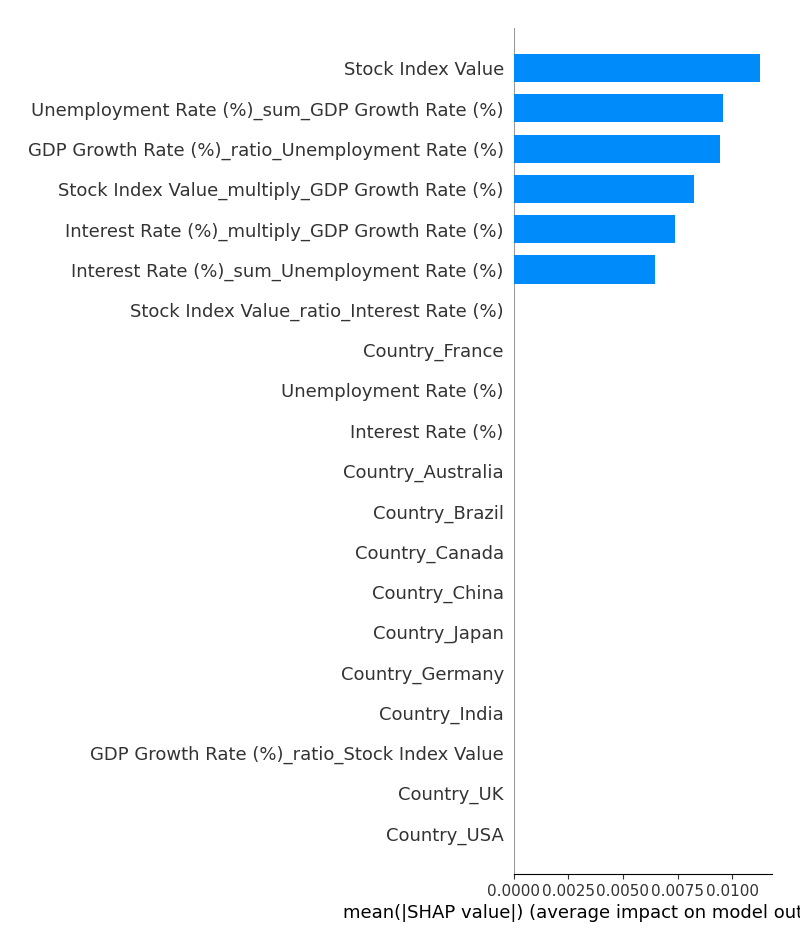 Stock Index Value
Unemployment Rate (%)_sum_GDP Growth Rate (%)
GDP Growth Rate (%)_ratio_Unemployment Rate (%)
Stock Index Value_multiply_GDP Growth Rate (%)
Interest Rate (%)_multiply_GDP Growth Rate (%)
Interest Rate (%)_sum_Unemployment Rate (%)
Stock Index Value_ratio_Interest Rate (%)
Country_France
Unemployment Rate (%)
Interest Rate (%)
Country_Australia
Country_Brazil
Country_Canada
Country_China
Country_Japan
Country_Germany
Country_India
GDP Growth Rate (%)_ratio_Stock Index Value
Country_UK
Country_USA
0.0000 0.0025 0.0050 0.0075 0.0100
mean(|SHAP value|) (average impact on model out